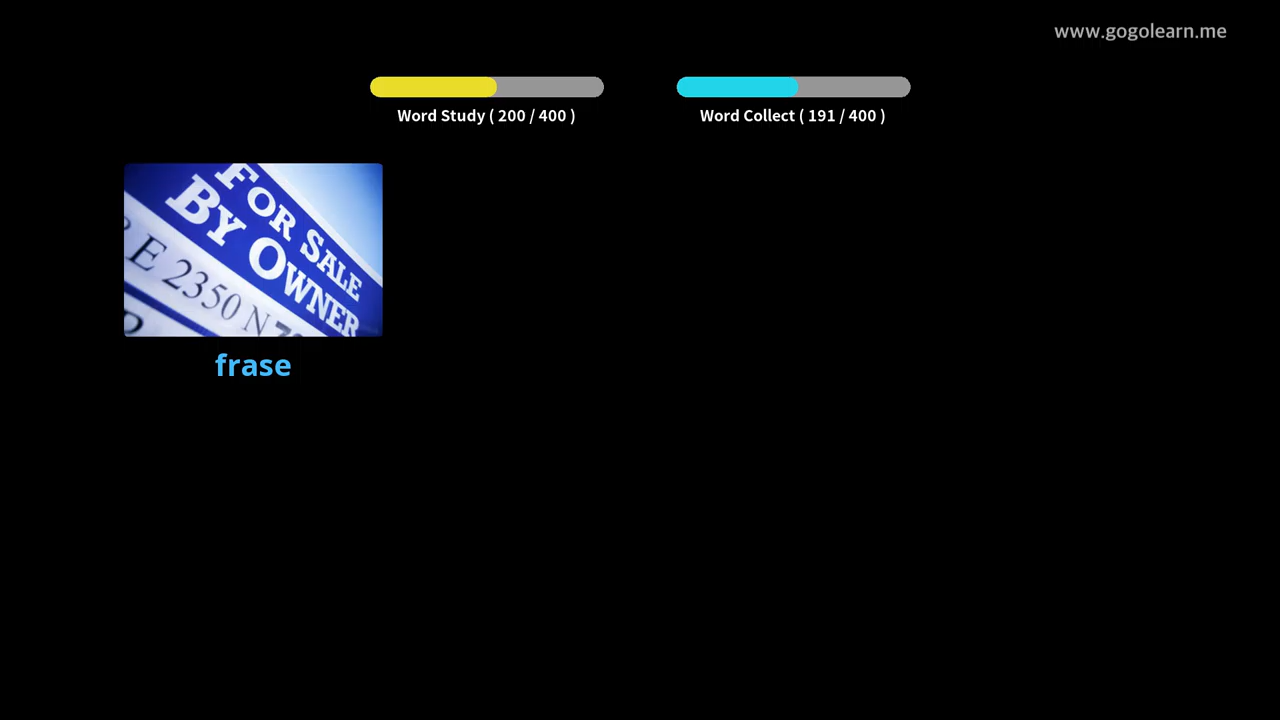 www.gogolearn.me
Word Study ( 200 / 400 )
Word Collect ( 191 / 400 )
FOR SALE
BY OWNER
E 2350 N
frase